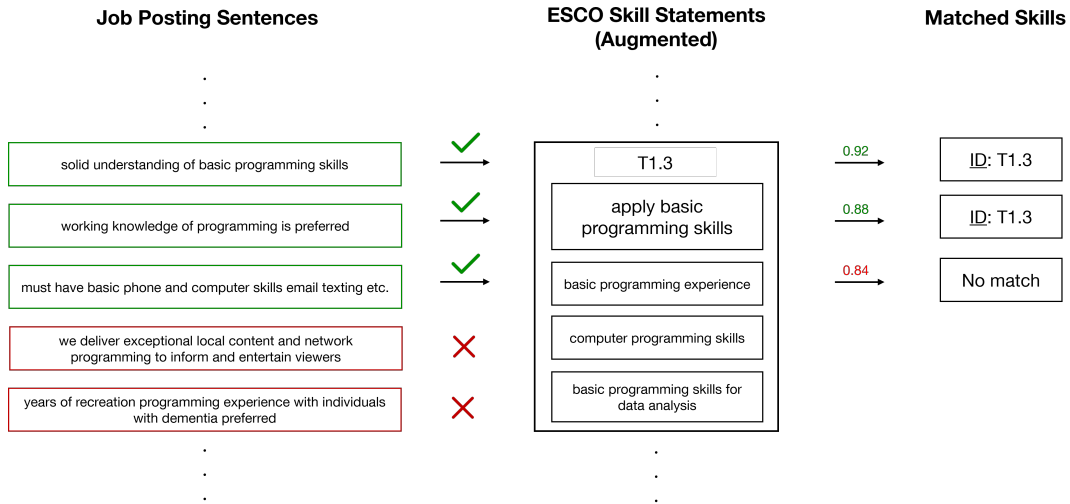 Job Posting Sentences
ESCO Skill Statements
(Augmented)
Matched Skills
solid understanding of basic programming skills
T1.3
0.92
ID: T1.3
working knowledge of programming is preferred
apply basic
programming skills
0.88
ID: T1.3
must have basic phone and computer skills email texting etc.
basic programming experience
0.84
No match
we deliver exceptional local content and network
programming to inform and entertain viewers
computer programming skills
years of recreation programming experience with individuals
with dementia preferred
basic programming skills for
data analysis